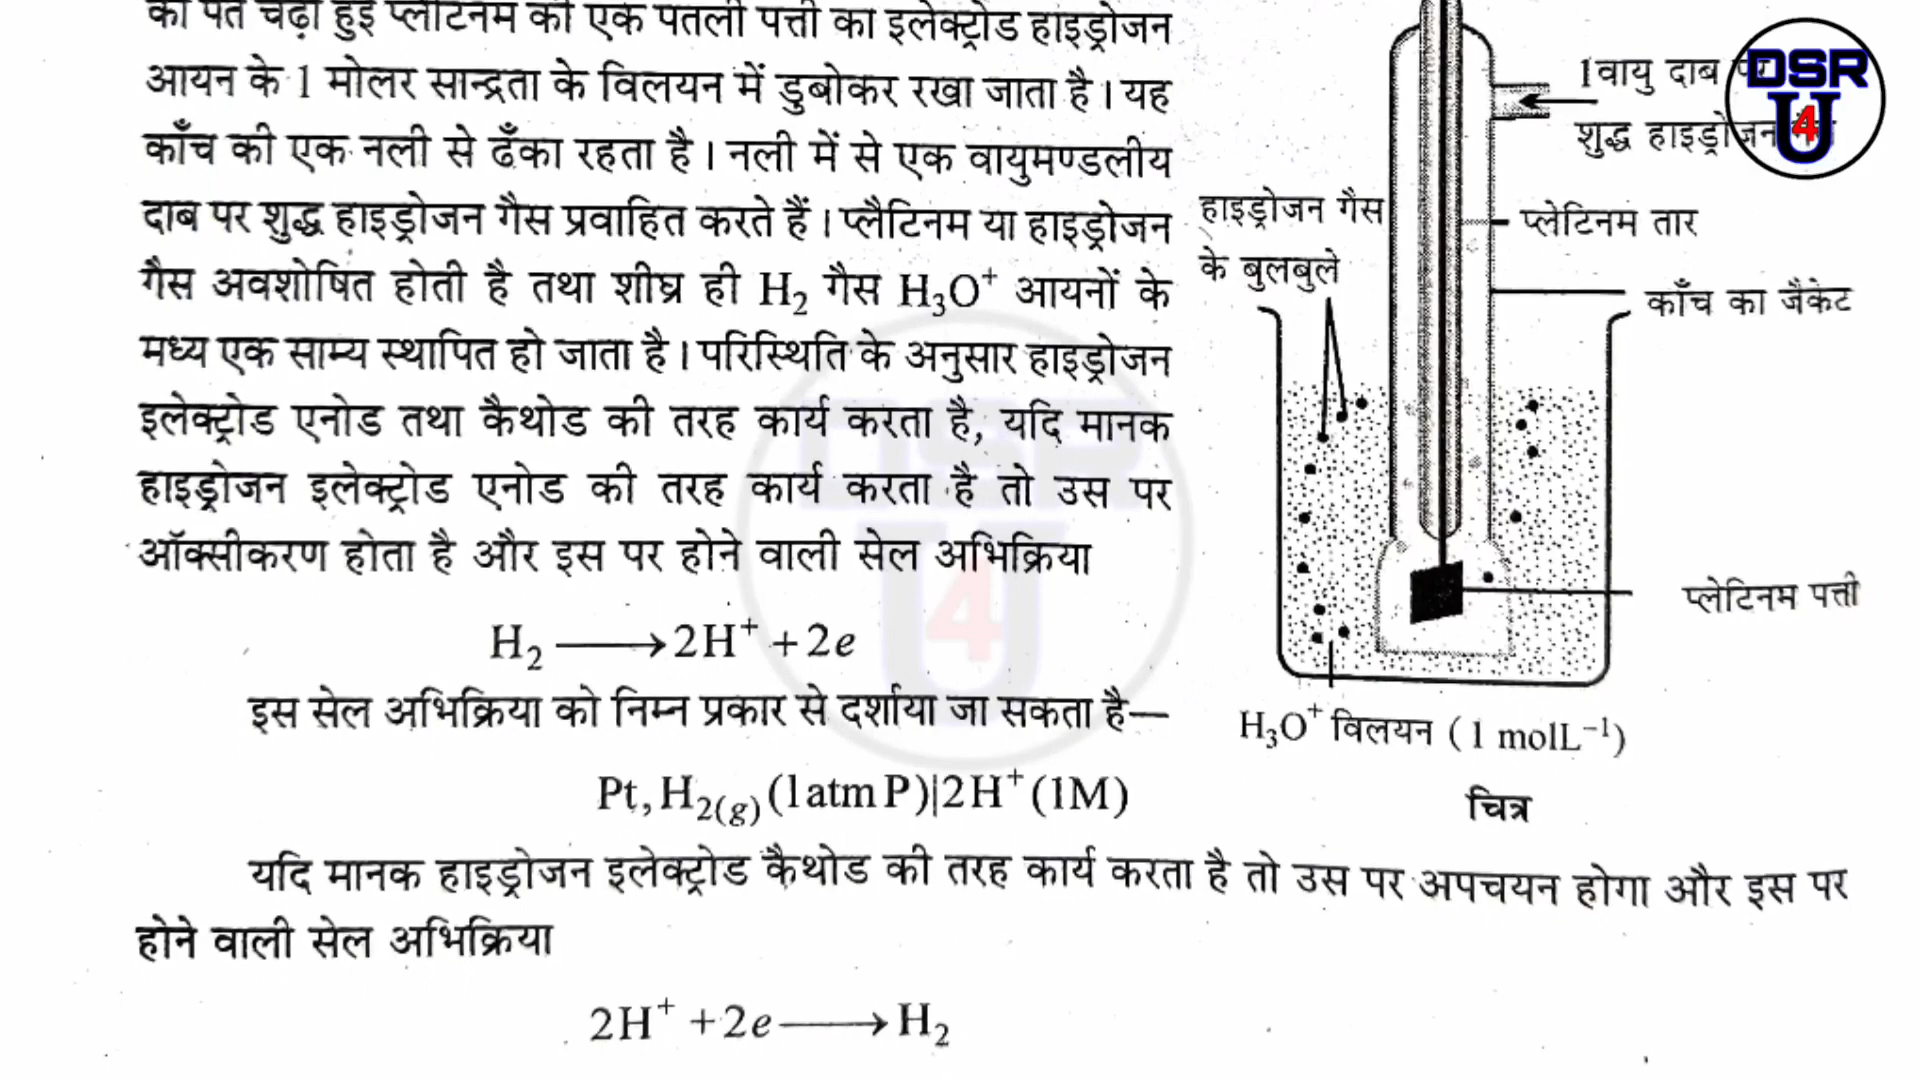 की पर्त चढ़ी हुई प्लैटिनम की एक पतली पत्ती का इलेक्ट्रोड हाइड्रोजन
आयन के 1 मोलर सान्द्रता के विलयन में डुबोकर रखा जाता है। यह
काँच की एक नली से ढँका रहता है। नली में से एक वायुमण्डलीय
दाब पर शुद्ध हाइड्रोजन गैस प्रवाहित करते हैं। प्लैटिनम या हाइड्रोजन
गैस अवशोषित होती है तथा शीघ्र ही H₂ गैस H₃O⁺ आयनों के
मध्य एक साम्य स्थापित हो जाता है। परिस्थिति के अनुसार हाइड्रोजन
इलेक्ट्रोड एनोड तथा कैथोड की तरह कार्य करता है, यदि मानक
हाइड्रोजन इलेक्ट्रोड एनोड की तरह कार्य करता है तो उस पर
ऑक्सीकरण होता है और इस पर होने वाली सेल अभिक्रिया
H₂ ⟶ 2H⁺ + 2e
इस सेल अभिक्रिया को निम्न प्रकार से दर्शाया जा सकता है—
Pt, H₂(g) (1atm P)|2H⁺ (1M)
यदि मानक हाइड्रोजन इलेक्ट्रोड कैथोड की तरह कार्य करता है तो उस पर अपचयन होगा और इस पर
होने वाली सेल अभिक्रिया
2H⁺ + 2e ⟶ H₂
1वायु दाब पर
शुद्ध हाइड्रोजन
हाइड्रोजन गैस
के बुलबुले
प्लेटिनम तार
काँच का जैकेट
प्लेटिनम पत्ती
H₃O⁺ विलयन ( 1 molL⁻¹)
चित्र
DSR
U
4
DSR
U
4